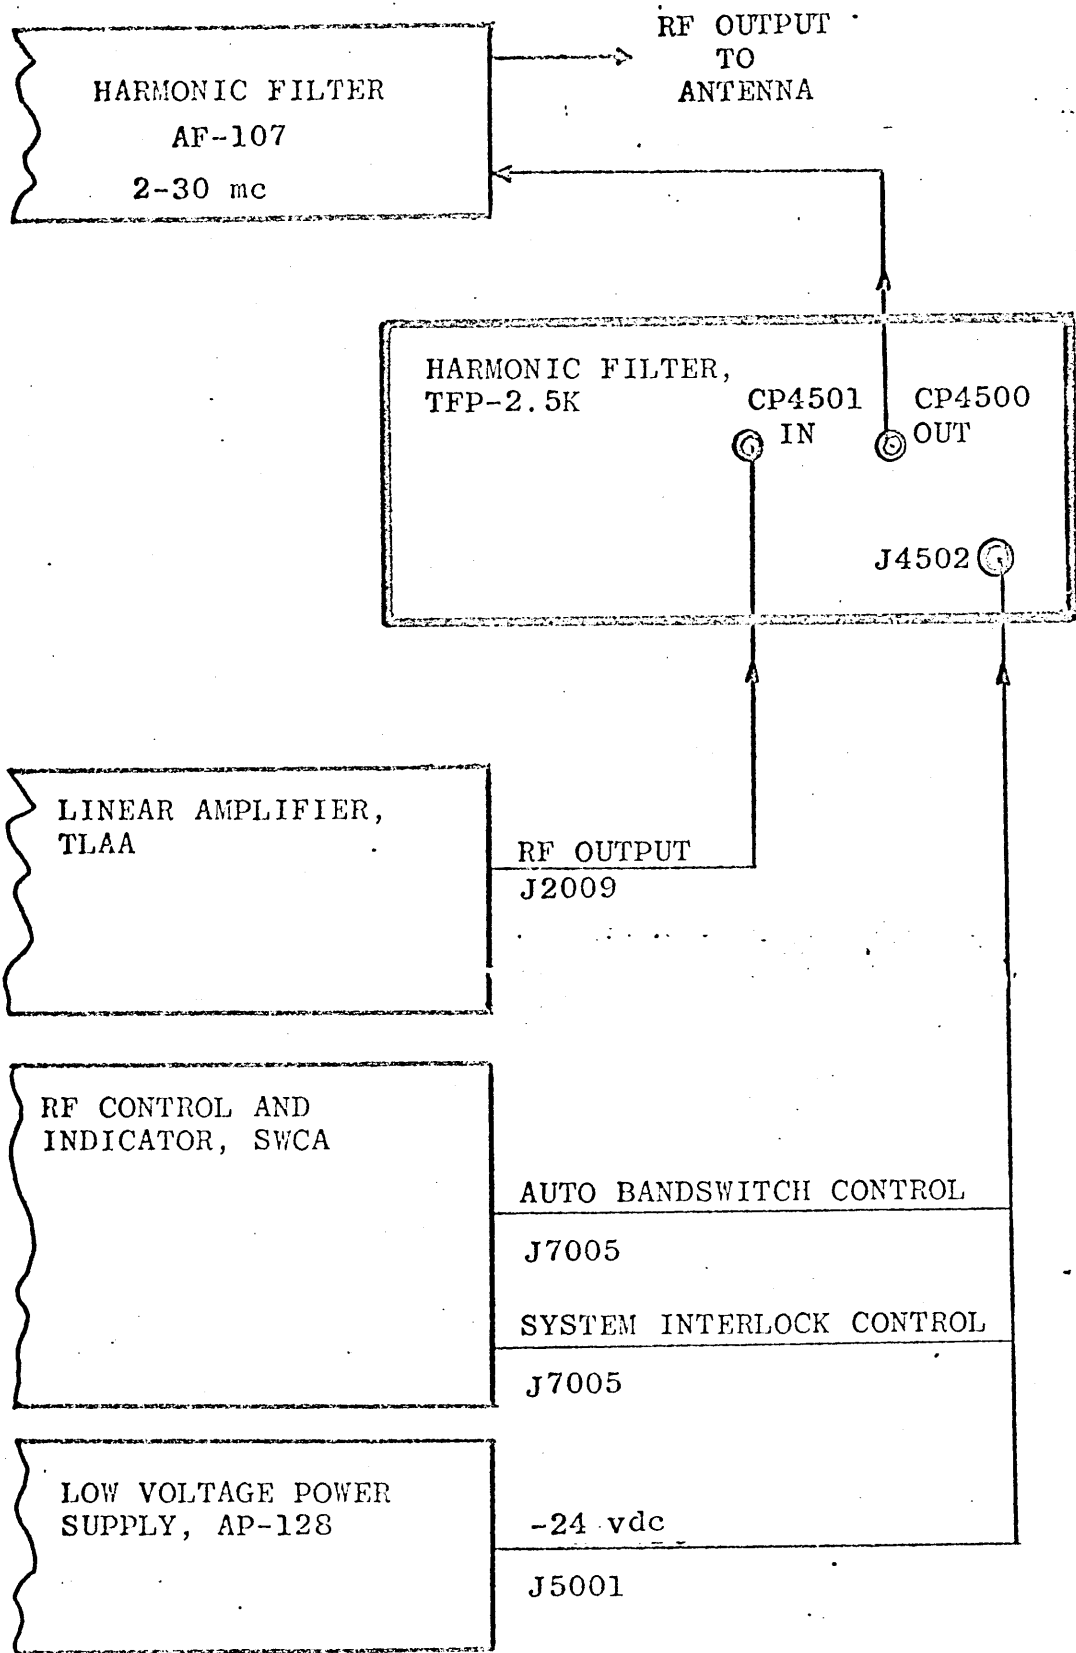 RF OUTPUT
TO
ANTENNA
HARMONIC FILTER
AF-107
2-30 mc
HARMONIC FILTER,
TFP-2.5K
CP4501
IN
CP4500
OUT
J4502
LINEAR AMPLIFIER,
TLAA
RF OUTPUT
J2009
RF CONTROL AND
INDICATOR, SWCA
AUTO BANDSWITCH CONTROL
J7005
SYSTEM INTERLOCK CONTROL
J7005
LOW VOLTAGE POWER
SUPPLY, AP-128
-24 vdc
J5001